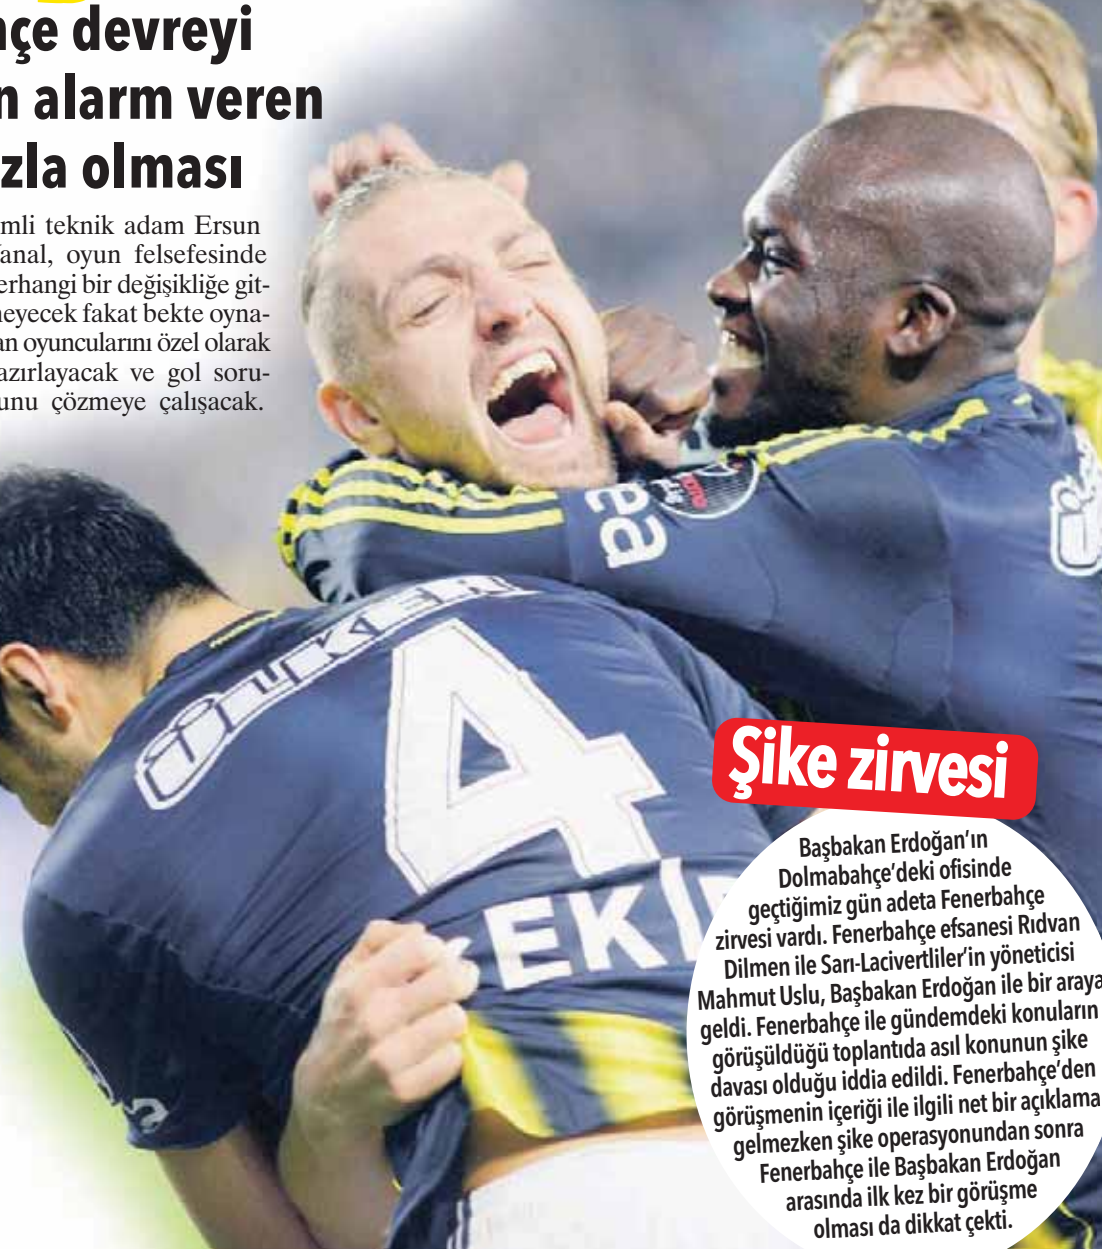 çe devreyi
n alarm veren
zla olması
mli teknik adam Ersun
anal, oyun felsefesinde
erhangi bir değişikliğe git-
eyecek fakat bekte oyna-
an oyuncularını özel olarak
azırlayacak ve gol soru-
unu çözmeye çalışacak.
ÜLKER
4
EKİ
Şike zirvesi
Başbakan Erdoğan'ın
Dolmabahçe'deki ofisinde
geçtiğimiz gün adeta Fenerbahçe
zirvesi vardı. Fenerbahçe efsanesi Rıdvan
Dilmen ile Sarı-Lacivertliler'in yöneticisi
Mahmut Uslu, Başbakan Erdoğan ile bir araya
geldi. Fenerbahçe ile gündemdeki konuların
görüşüldüğü toplantıda asıl konunun şike
davası olduğu iddia edildi. Fenerbahçe'den
görüşmenin içeriği ile ilgili net bir açıklama
gelmezken şike operasyonundan sonra
Fenerbahçe ile Başbakan Erdoğan
arasında ilk kez bir görüşme
olması da dikkat çekti.